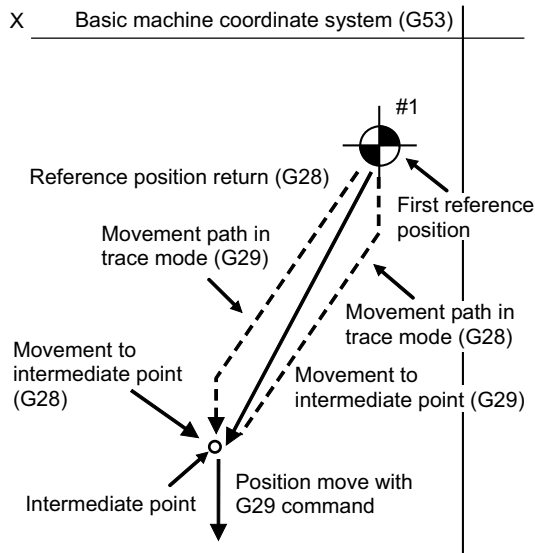 X
Basic machine coordinate system (G53)
#1
Reference position return (G28)
First reference
position
Movement path in
trace mode (G29)
Movement path in
trace mode (G28)
Movement to
intermediate point
(G28)
Movement to
intermediate point (G29)
Position move with
G29 command
Intermediate point